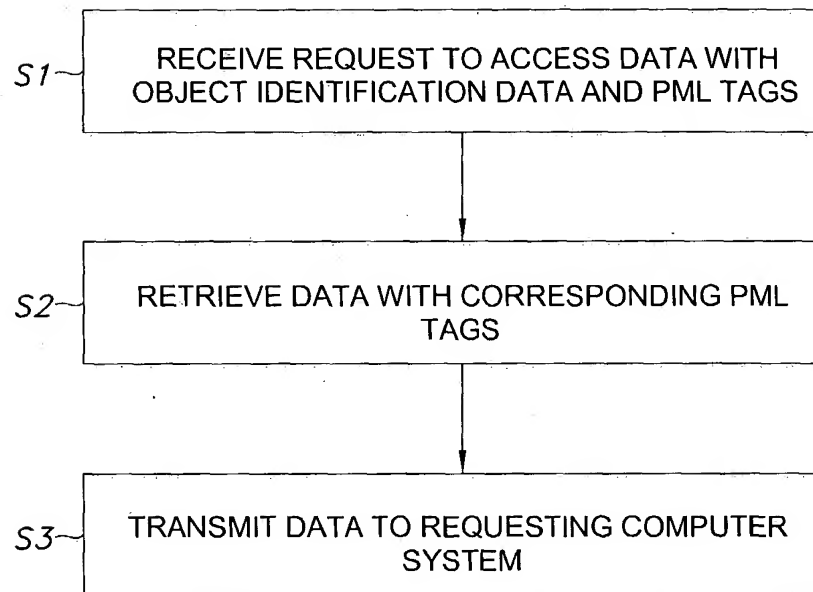 S1
RECEIVE REQUEST TO ACCESS DATA WITH
OBJECT IDENTIFICATION DATA AND PML TAGS
S2
RETRIEVE DATA WITH CORRESPONDING PML
TAGS
S3
TRANSMIT DATA TO REQUESTING COMPUTER
SYSTEM